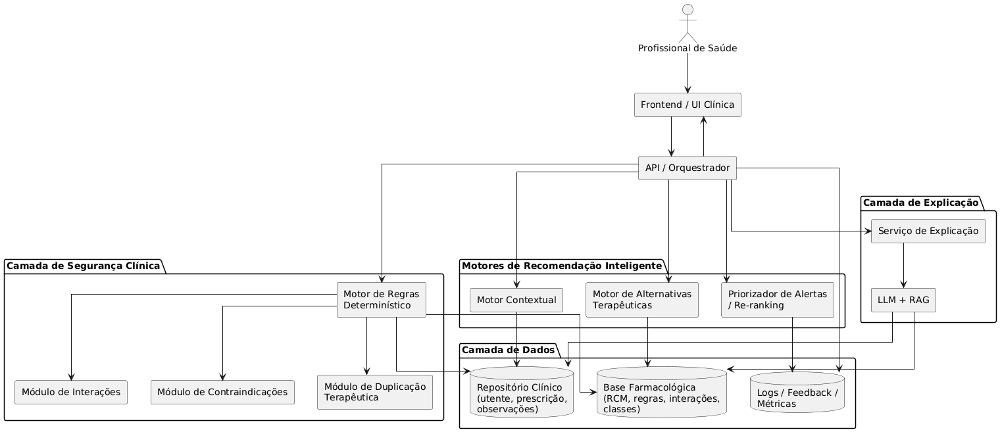 Profissional de Saúde
Frontend / UI Clínica
API / Orquestrador
Camada de Explicação
Serviço de Explicação
LLM + RAG
Camada de Segurança Clínica
Motor de Regras
Determinístico
Módulo de Interações
Módulo de Contraindicações
Módulo de Duplicação
Terapêutica
Motores de Recomendação Inteligente
Motor Contextual
Motor de Alternativas
Terapêuticas
Priorizador de Alertas
/ Re-ranking
Camada de Dados
Repositório Clínico
(utente, prescrição,
observações)
Base Farmacológica
(RCM, regras, interações,
classes)
Logs / Feedback /
Métricas